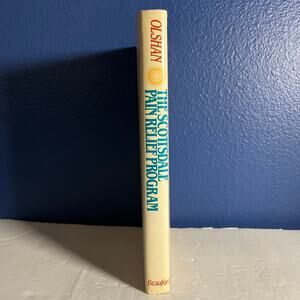 OLSHAN
THE SCOTTSDALE
PAIN RELIEF PROGRAM
Beaufort